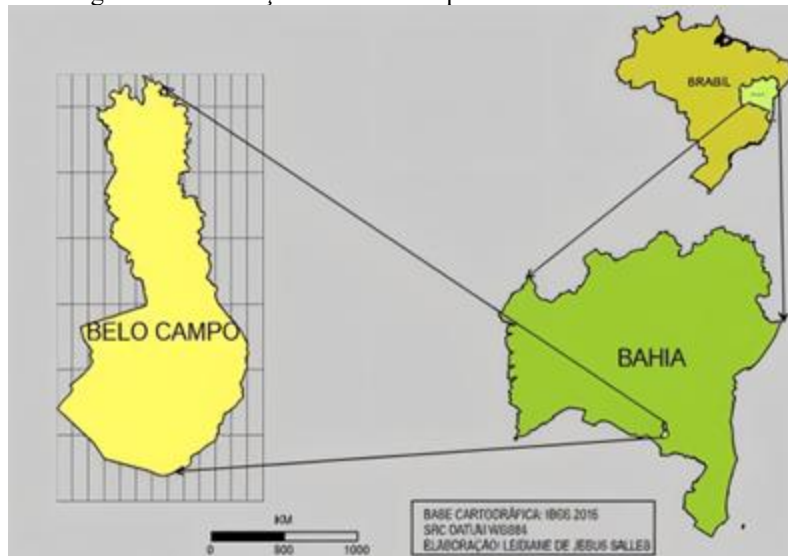 BRASIL
BELO CAMPO
BAHIA
KM
0 500 1000
BASE CARTOGRÁFICA: IBGE 2016
SRC DATUM WGS84
ELABORAÇÃO: LEIDIANE DE JESUS SALLES